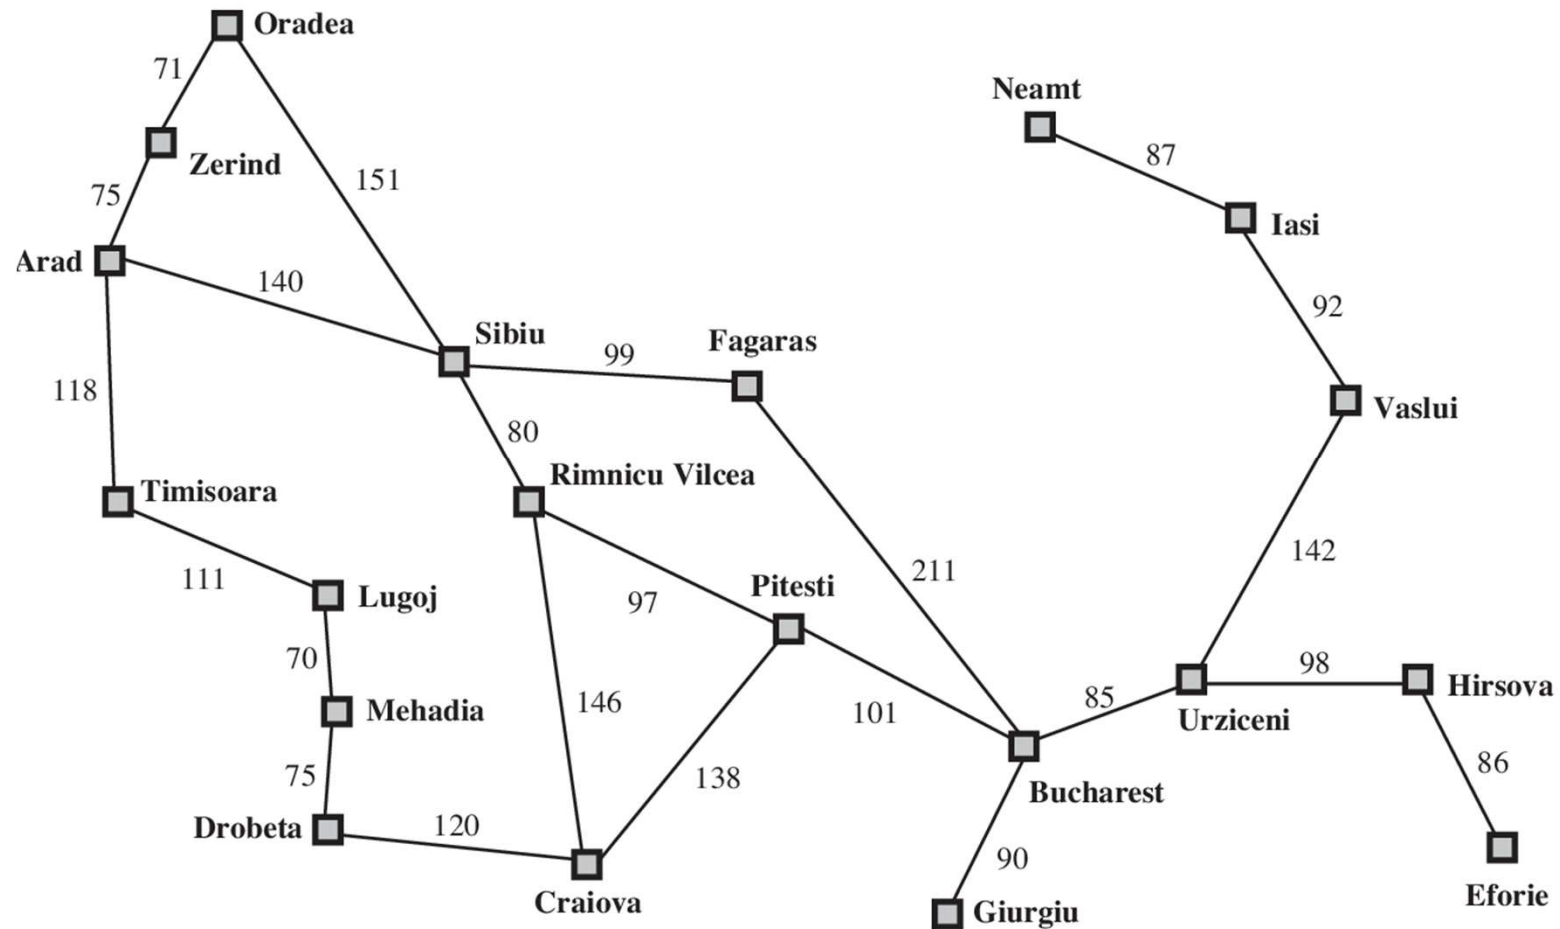 Oradea
71
Neamt
87
Zerind
151
75
Iasi
Arad
140
92
Sibiu
Fagaras
99
118
Vaslui
80
Rimnicu Vilcea
Timisoara
142
211
111
Pitesti
Lugoj
97
70
98
Hirsova
146
85
Mehadia
101
Urziceni
86
138
75
Bucharest
Drobeta
120
90
Eforie
Craiova
Giurgiu